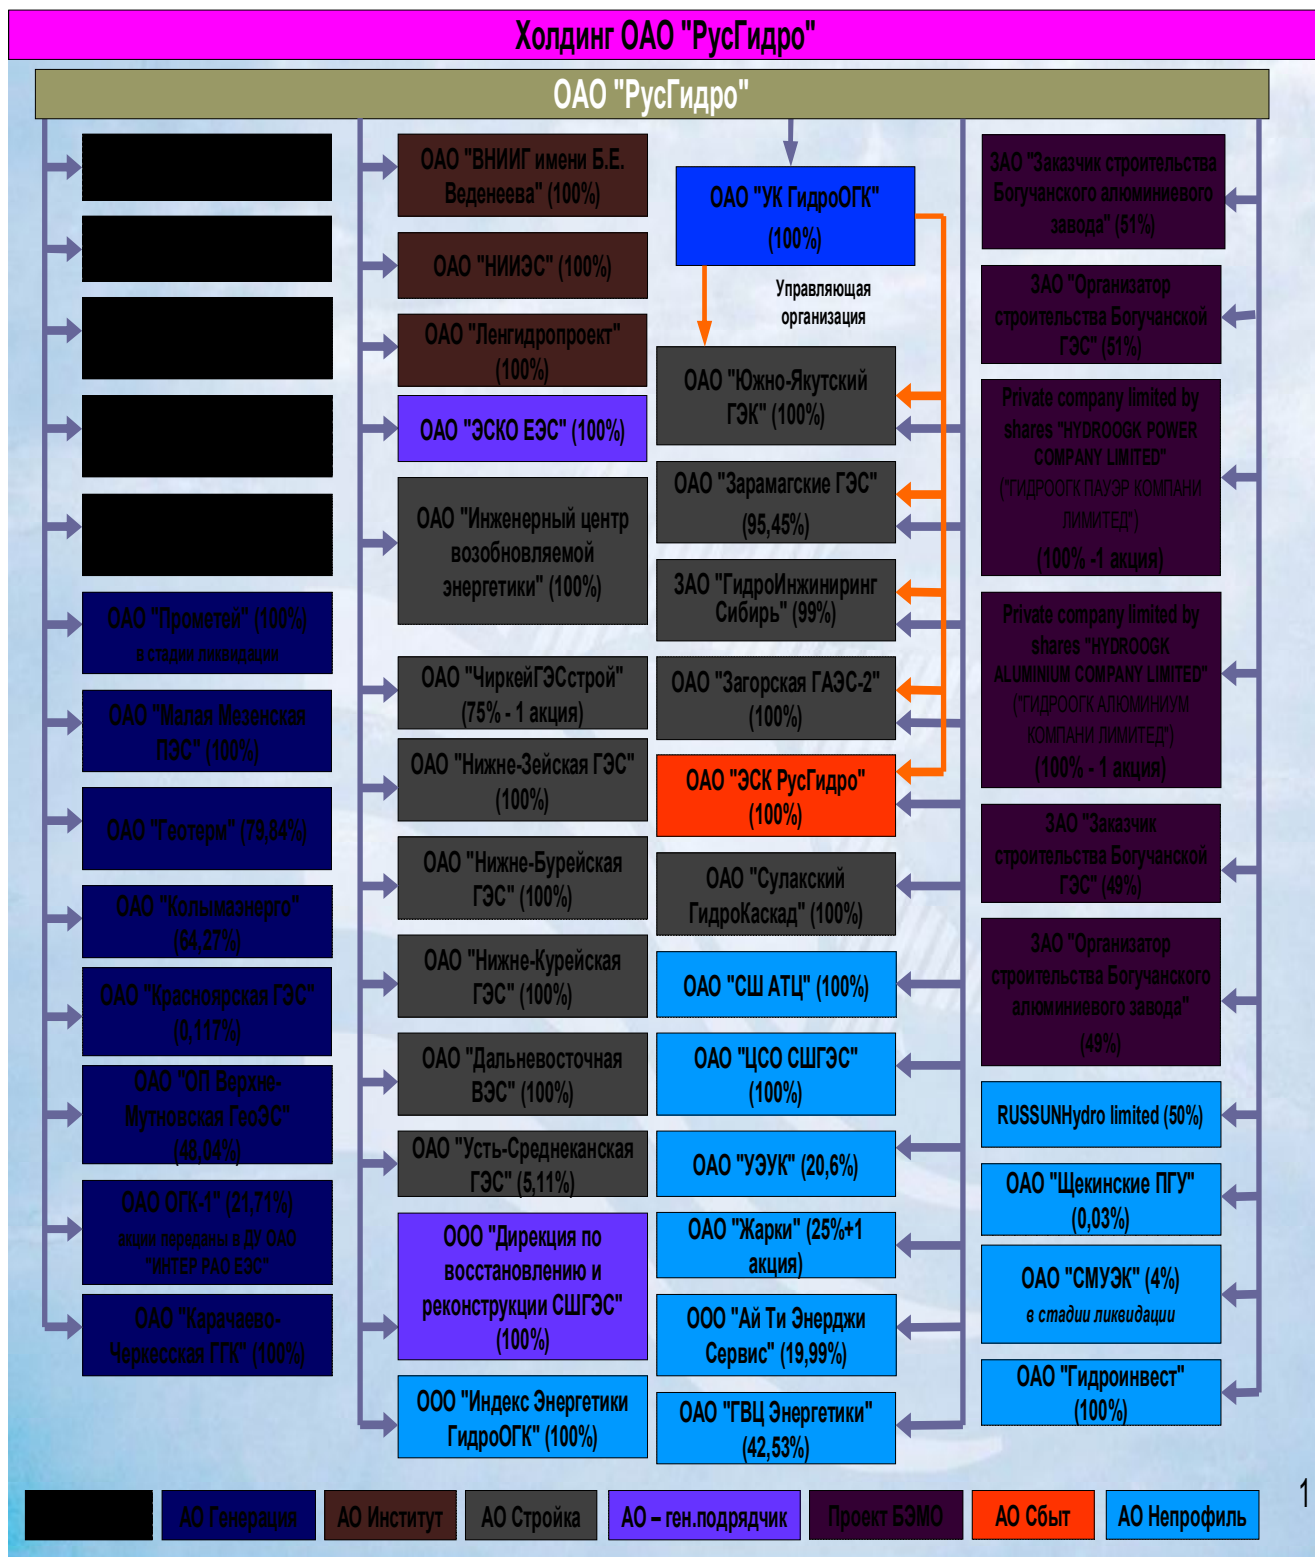 Холдинг ОАО "РусГидро"
ОАО "РусГидро"
ОАО "Прометей" (100%)
в стадии ликвидации
ОАО "Малая Мезенская
ПЭС" (100%)
ОАО "Геотерм" (79,84%)
ОАО "Колымаэнерго"
(64,27%)
ОАО "Красноярская ГЭС"
(0,117%)
ОАО "ОП Верхне-
Мутновская ГеоЭС"
(48,04%)
ОАО ОГК-1" (21,71%)
акции переданы в ДУ ОАО
"ИНТЕР РАО ЕЭС"
ОАО "Карачаево-
Черкесская ГГК" (100%)
ОАО "ВНИИГ имени Б.Е.
Веденеева" (100%)
ОАО "НИИЭС" (100%)
ОАО "Ленгидропроект"
(100%)
ОАО "ЭСКО ЕЭС" (100%)
ОАО "Инженерный центр
возобновляемой
энергетики" (100%)
ОАО "ЧиркейГЭСстрой"
(75% - 1 акция)
ОАО "Нижне-Зейская ГЭС"
(100%)
ОАО "Нижне-Бурейская
ГЭС" (100%)
ОАО "Нижне-Курейская
ГЭС" (100%)
ОАО "Дальневосточная
ВЭС" (100%)
ОАО "Усть-Среднеканская
ГЭС" (5,11%)
ООО "Дирекция по
восстановлению и
реконструкции СШГЭС"
(100%)
ООО "Индекс Энергетики
ГидроОГК" (100%)
ОАО "УК ГидроОГК"
(100%)
Управляющая
организация
ОАО "Южно-Якутский
ГЭК" (100%)
ОАО "Зарамагские ГЭС"
(95,45%)
ЗАО "ГидроИнжиниринг
Сибирь" (99%)
ОАО "Загорская ГАЭС-2"
(100%)
ОАО "ЭСК РусГидро"
(100%)
ОАО "Сулакский
ГидроКаскад" (100%)
ОАО "СШ АТЦ" (100%)
ОАО "ЦСО СШГЭС"
(100%)
ОАО "УЭУК" (20,6%)
ОАО "Жарки" (25%+1
акция)
ООО "Ай Ти Энерджи
Сервис" (19,99%)
ОАО "ГВЦ Энергетики"
(42,53%)
ЗАО "Заказчик строительства
Богучанского алюминиевого
завода" (51%)
ЗАО "Организатор
строительства Богучанской
ГЭС" (51%)
Private company limited by
shares "HYDROOGK POWER
COMPANY LIMITED"
("ГИДРООГК ПАУЭР КОМПАНИ
ЛИМИТЕД")
(100% -1 акция)
Private company limited by
shares "HYDROOGK
ALUMINIUM COMPANY LIMITED"
("ГИДРООГК АЛЮМИНИУМ
КОМПАНИ ЛИМИТЕД")
(100% - 1 акция)
ЗАО "Заказчик
строительства Богучанской
ГЭС" (49%)
ЗАО "Организатор
строительства Богучанского
алюминиевого завода"
(49%)
RUSSUNHydro limited (50%)
ОАО "Щекинские ПГУ"
(0,03%)
ОАО "СМУЭК" (4%)
в стадии ликвидации
ОАО "Гидроинвест"
(100%)
1
АО Генерация
АО Институт
АО Стройка
АО – ген.подрядчик
Проект БЭМО
АО Сбыт
АО Непрофиль